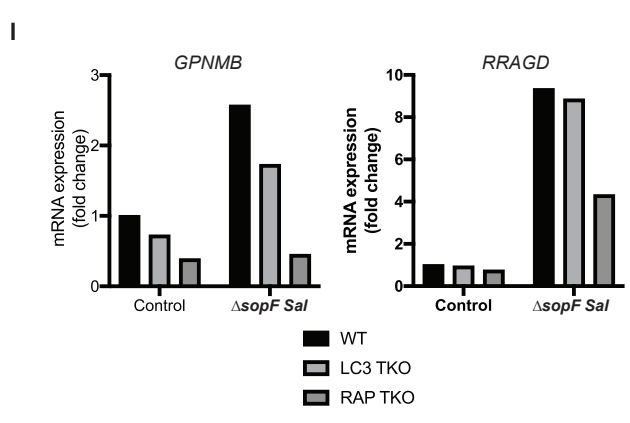 I
GPNMB
mRNA expression
(fold change)
3
2
1
0
Control
ΔsopF Sal
RRAGD
mRNA expression
(fold change)
10
8
6
4
2
0
Control
ΔsopF Sal
WT
LC3 TKO
RAP TKO